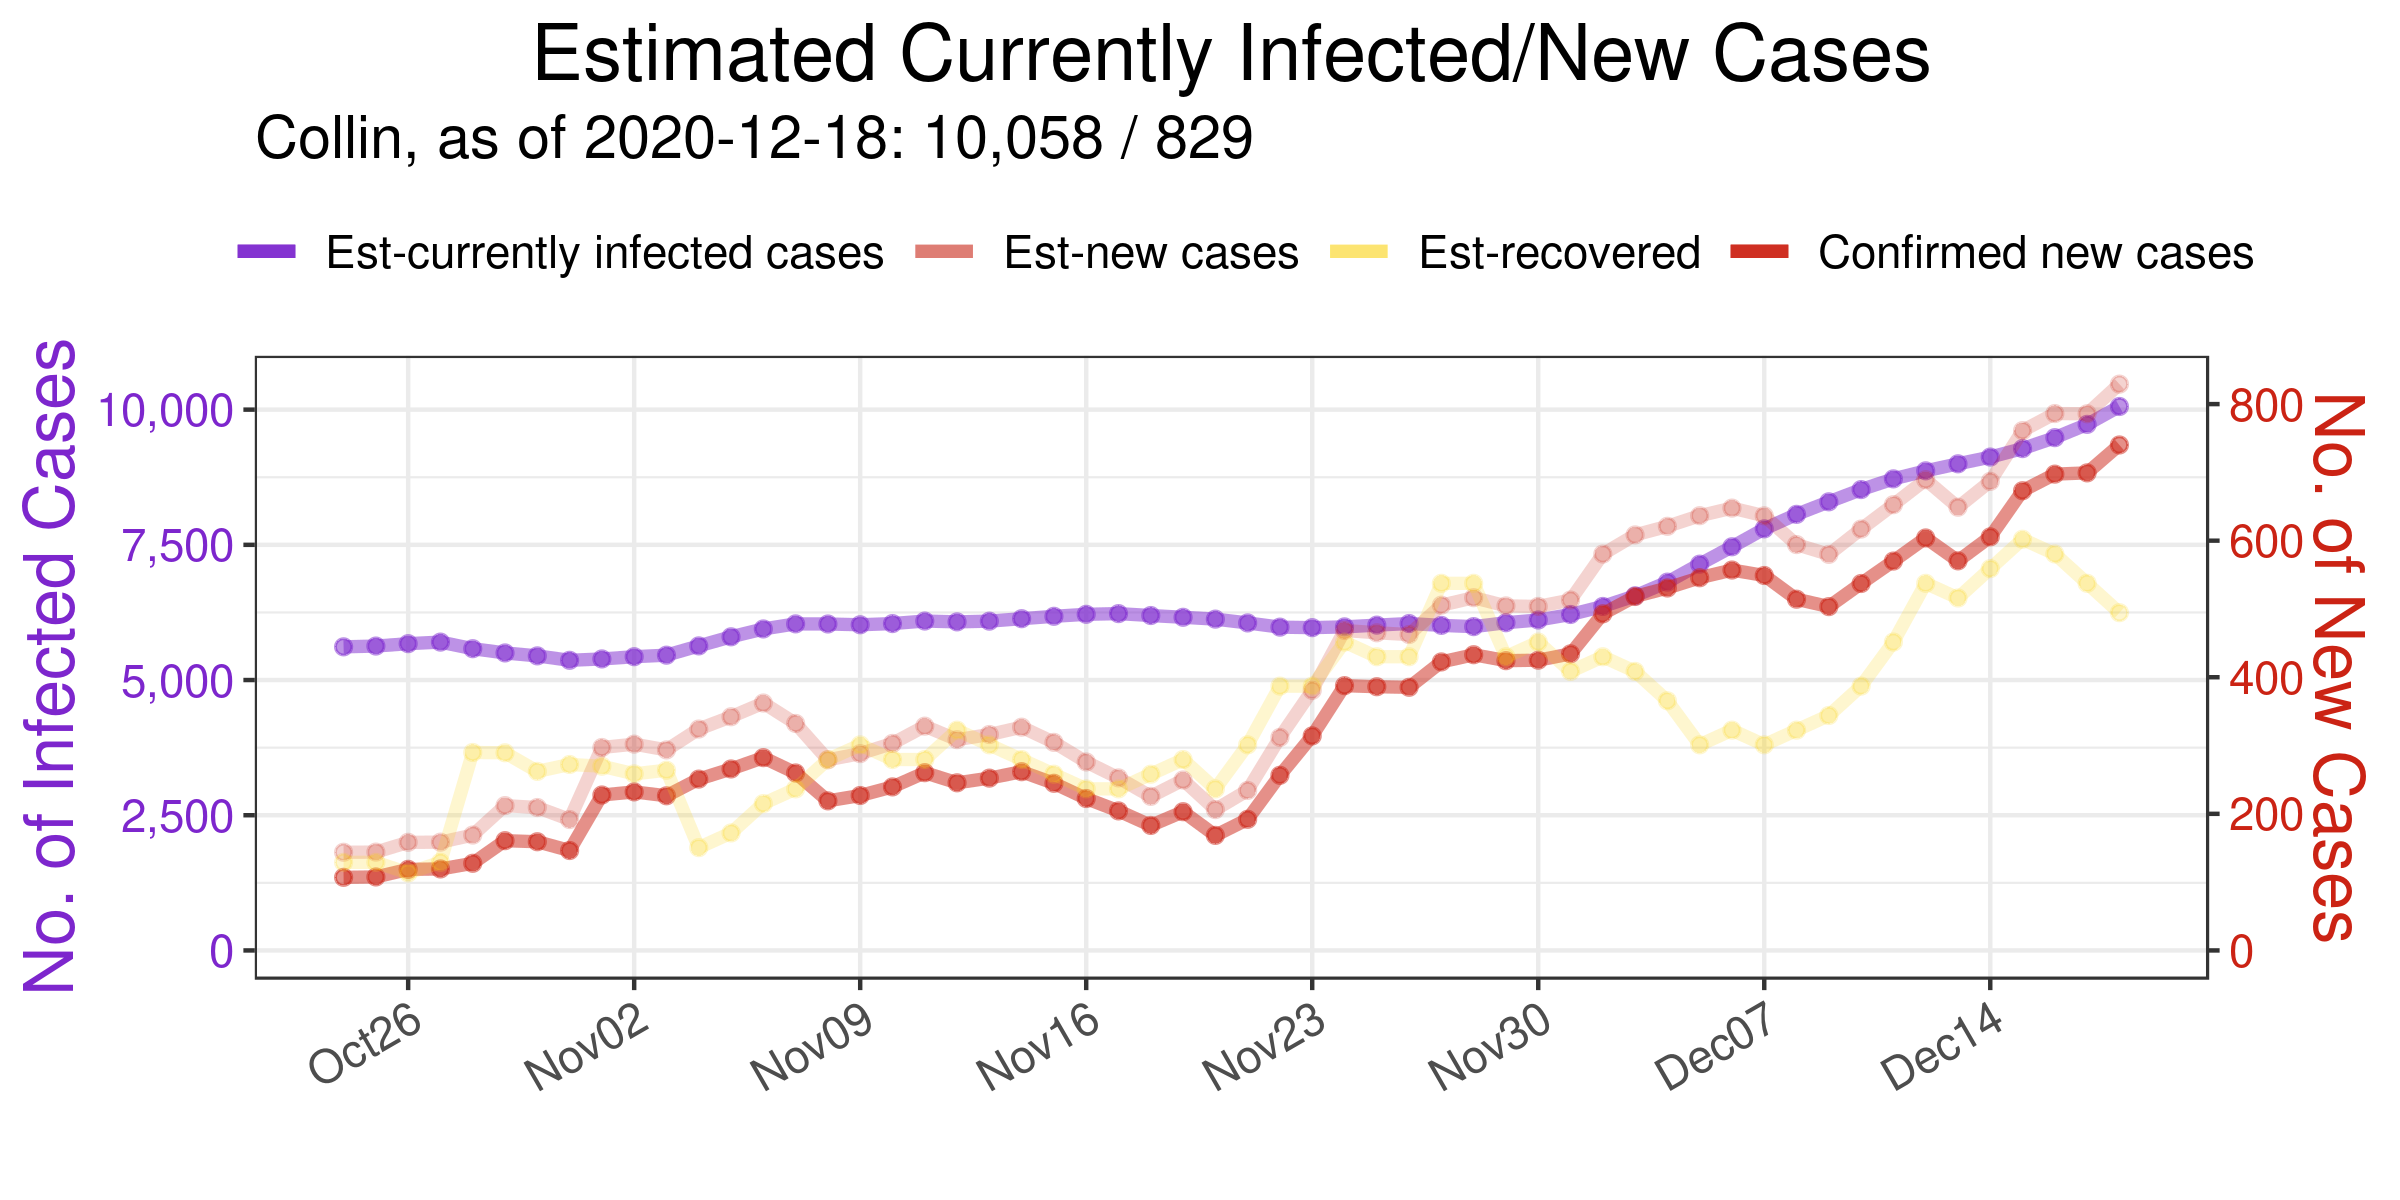 Estimated Currently Infected/New Cases
Collin, as of 2020-12-18: 10,058 / 829
Est-currently infected cases
Est-new cases
Est-recovered
Confirmed new cases
No. of Infected Cases
10,000
7,500
5,000
2,500
0
800
600
400
200
0
No. of New Cases
Oct26
Nov02
Nov09
Nov16
Nov23
Nov30
Dec07
Dec14